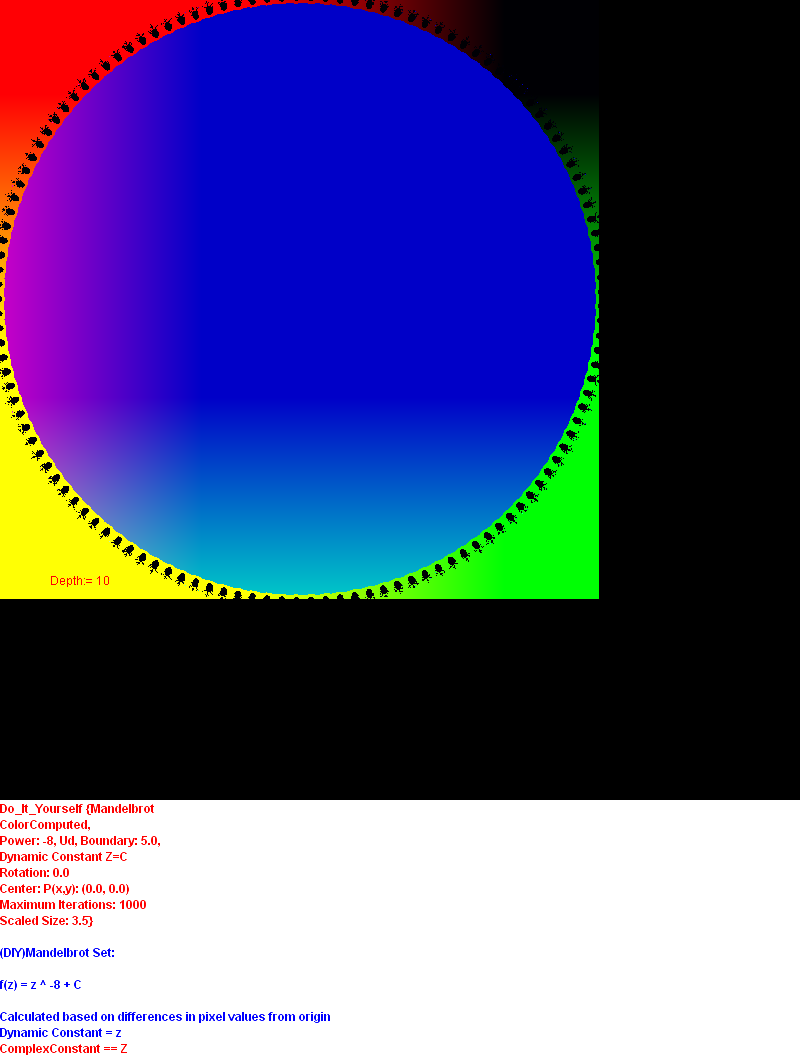 Depth:= 10
Do_It_Yourself {Mandelbrot
ColorComputed,
Power: -8, Ud, Boundary: 5.0,
Dynamic Constant Z=C
Rotation: 0.0
Center: P(x,y): (0.0, 0.0)
Maximum Iterations: 1000
Scaled Size: 3.5}
(DIY)Mandelbrot Set:
f(z) = z ^ -8 + C
Calculated based on differences in pixel values from origin
Dynamic Constant = z
ComplexConstant == Z